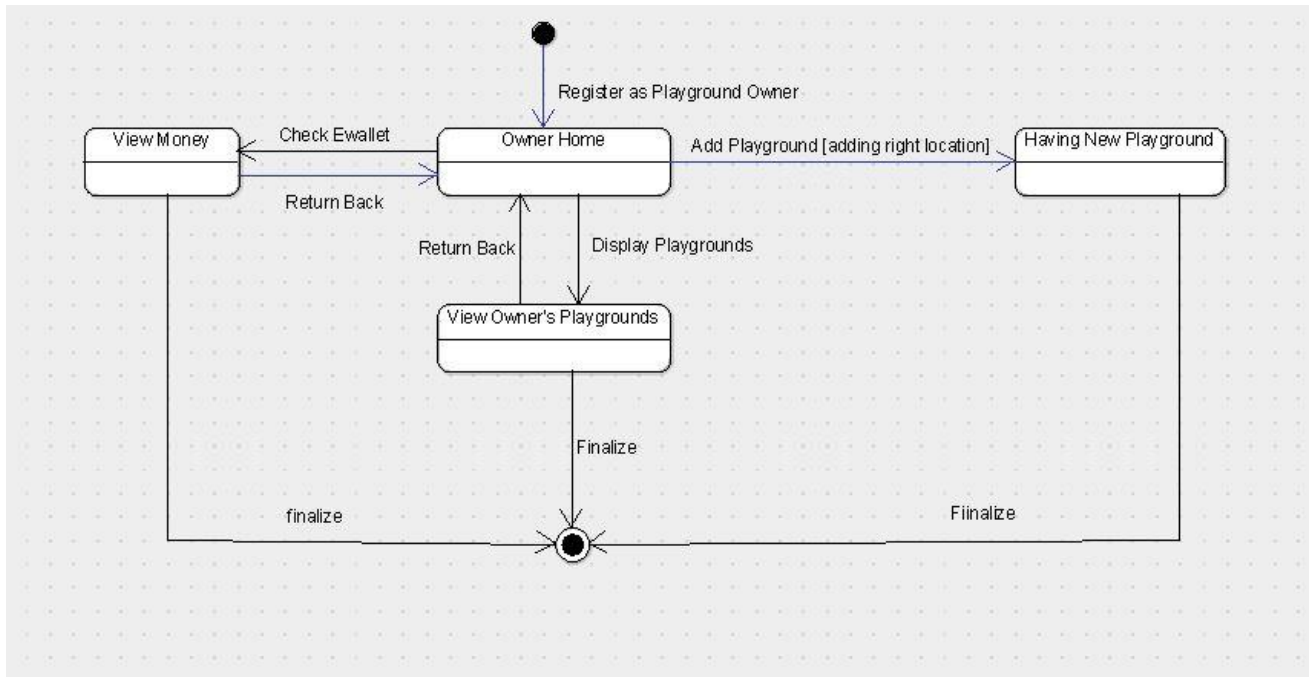 Register as Playground Owner
View Money
Check Ewallet
Owner Home
Add Playground [adding right location]
Having New Playground
Return Back
Return Back
Display Playgrounds
View Owner's Playgrounds
Finalize
finalize
Fiinalize